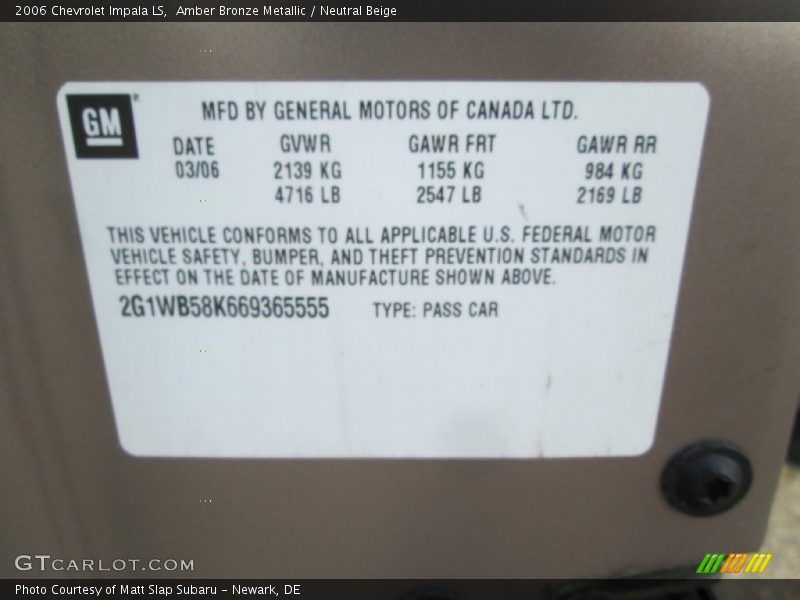 2006 Chevrolet Impala LS,  Amber Bronze Metallic / Neutral Beige
GM
MFD BY GENERAL MOTORS OF CANADA LTD.
DATE GVWR GAWR FRT GAWR RR
03/06 2139 KG 1155 KG 984 KG
4716 LB 2547 LB 2169 LB
THIS VEHICLE CONFORMS TO ALL APPLICABLE U.S. FEDERAL MOTOR
VEHICLE SAFETY, BUMPER, AND THEFT PREVENTION STANDARDS IN
EFFECT ON THE DATE OF MANUFACTURE SHOWN ABOVE.
2G1WB58K669365555 TYPE: PASS CAR
GTCARLOT.COM
Photo Courtesy of Matt Slap Subaru - Newark, DE